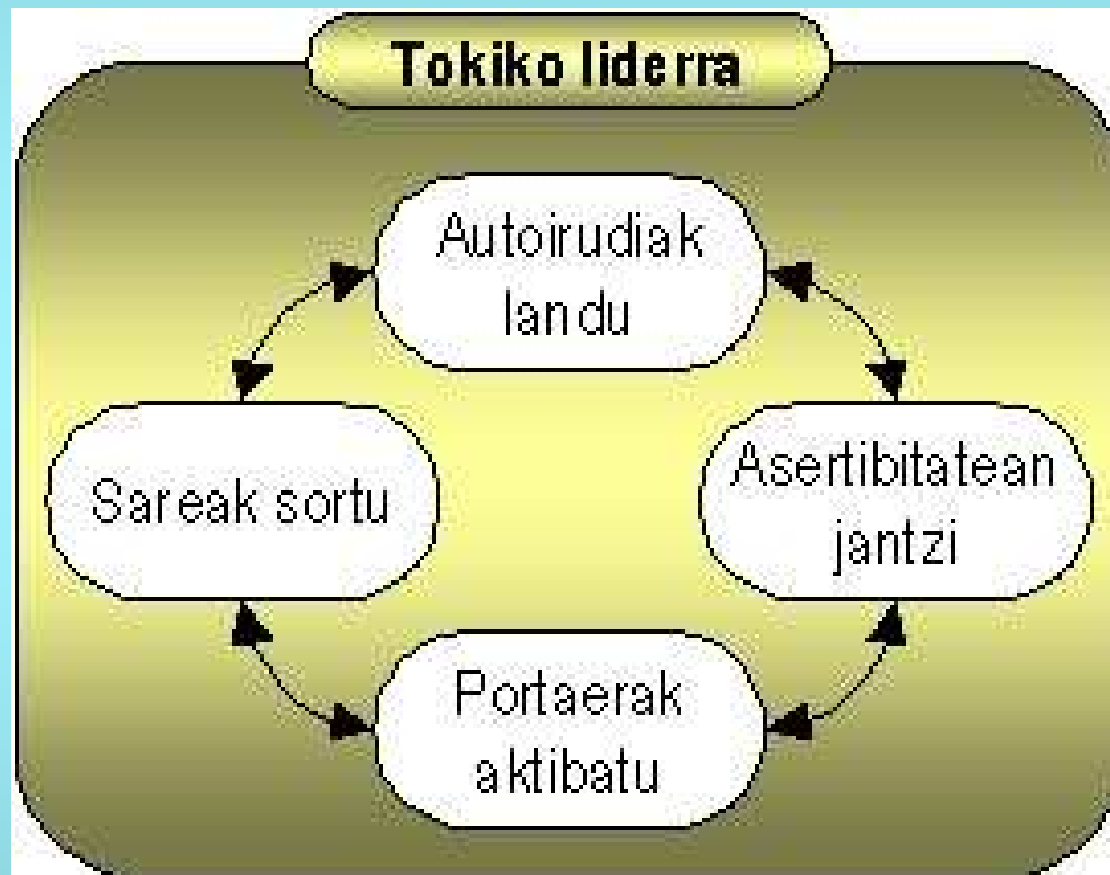 Tokiko liderra
Autoirudiak
landu
Sareak sortu
Asertibitatean
jantzi
Portaerak
aktibatu